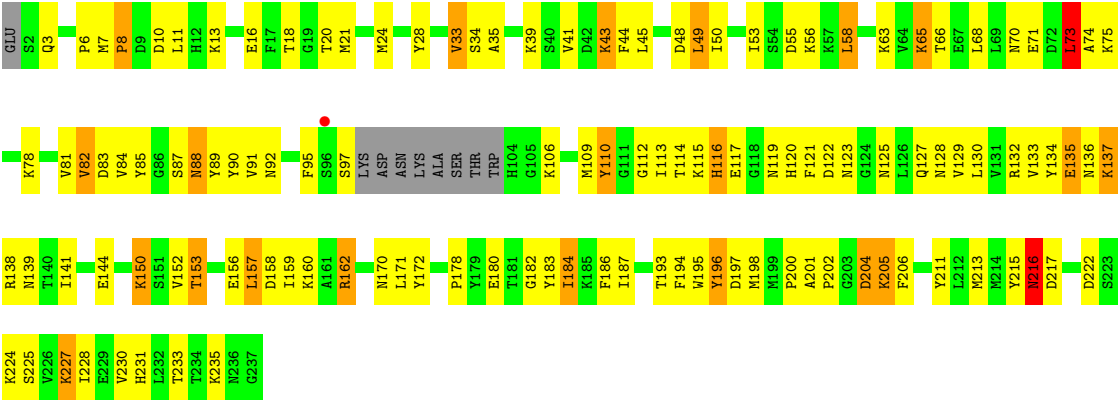 GLU S2 Q3 P6 M7 P8 D9 D10 L11 H12 K13 E16 F17 T18 G19 T20 M21 M24 Y28 V33 S34 A35 K39 S40 V41 D42 K43 F44 L45 D48 L49 I50 I53 S54 D55 K56 K57 L58 K63 V64 K65 T66 E67 L68 L69 N70 E71 D72 L73 A74 K75
K78 V81 V82 D83 V84 Y85 G86 S87 N88 Y89 Y90 V91 N92 F95 S96 S97 LYS ASP ASN LYS ALA SER THR TRP H104 G105 K106 M109 Y110 G111 G112 I113 T114 K115 H116 E117 G118 N119 H120 F121 D122 N123 G124 N125 L126 Q127 N128 V129 L130 V131 R132 V133 Y134 E135 N136 K137
R138 N139 T140 I141 E144 K150 S151 V152 T153 E156 L157 D158 I159 K160 A161 R162 N170 L171 Y172 P178 Y179 E180 T181 G182 Y183 I184 K185 F186 I187 T193 F194 W195 Y196 D197 M198 M199 P200 A201 P202 G203 D204 K205 F206 Y211 L212 M213 M214 Y215 N216 D217 D222 S223
K224 S225 V226 K227 I228 E229 V230 H231 L232 T233 T234 K235 N236 G237